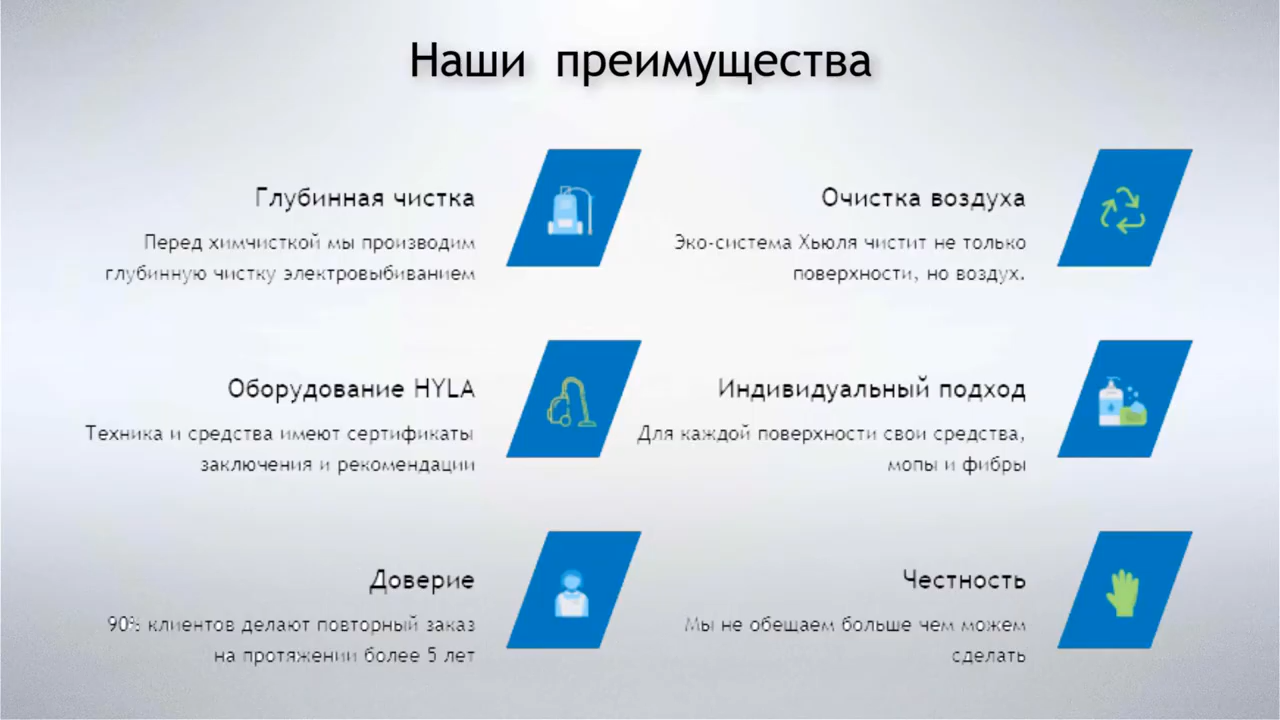 Наши преимущества
Глубинная чистка
Перед химчисткой мы производим
глубинную чистку электровыбиванием
Очистка воздуха
Эко-система Хьюля чистит не только
поверхности, но воздух.
Оборудование HYLA
Техника и средства имеют сертификаты
заключения и рекомендации
Индивидуальный подход
Для каждой поверхности свои средства,
мопы и фибры
Доверие
90% клиентов делают повторный заказ
на протяжении более 5 лет
Честность
Мы не обещаем больше чем можем
сделать